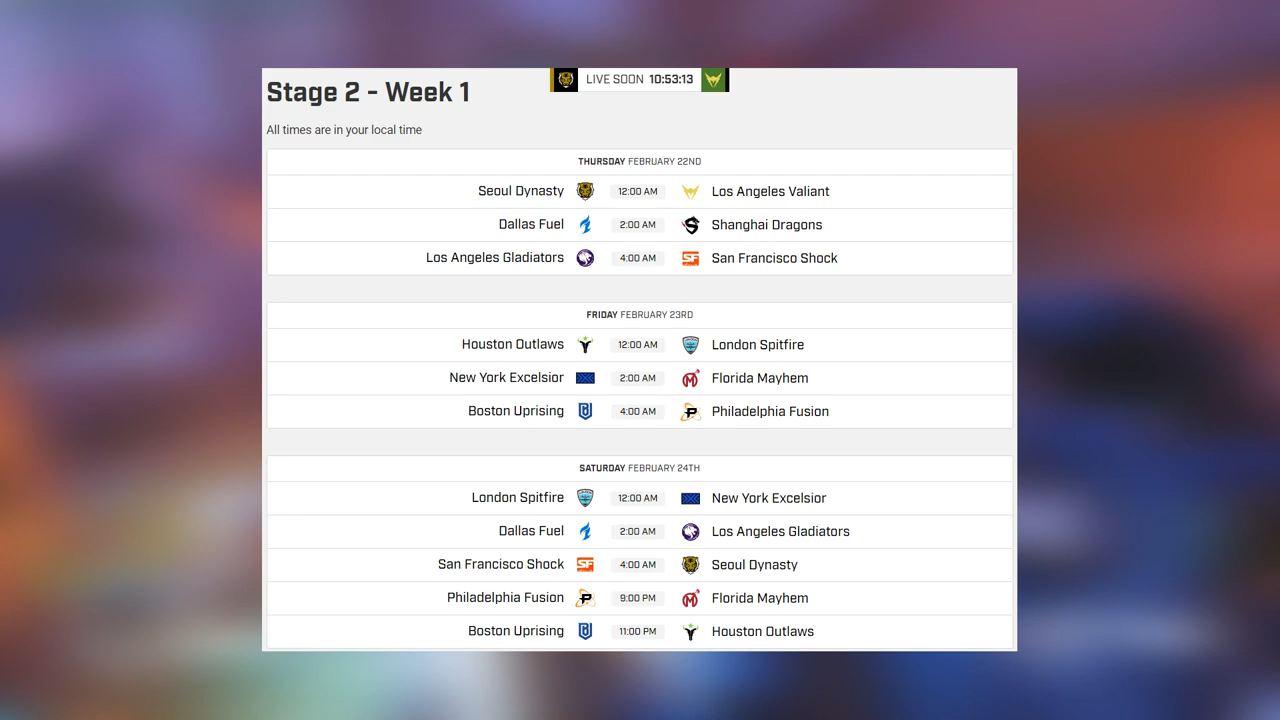 LIVE SOON 10:53:13
Stage 2 - Week 1
All times are in your local time
THURSDAY FEBRUARY 22ND
Seoul Dynasty 12:00 AM Los Angeles Valiant
Dallas Fuel 2:00 AM Shanghai Dragons
Los Angeles Gladiators 4:00 AM SF San Francisco Shock
FRIDAY FEBRUARY 23RD
Houston Outlaws 12:00 AM London Spitfire
New York Excelsior 2:00 AM Florida Mayhem
Boston Uprising 4:00 AM Philadelphia Fusion
SATURDAY FEBRUARY 24TH
London Spitfire 12:00 AM New York Excelsior
Dallas Fuel 2:00 AM Los Angeles Gladiators
San Francisco Shock SF 4:00 AM Seoul Dynasty
Philadelphia Fusion 9:00 PM Florida Mayhem
Boston Uprising 11:00 PM Houston Outlaws